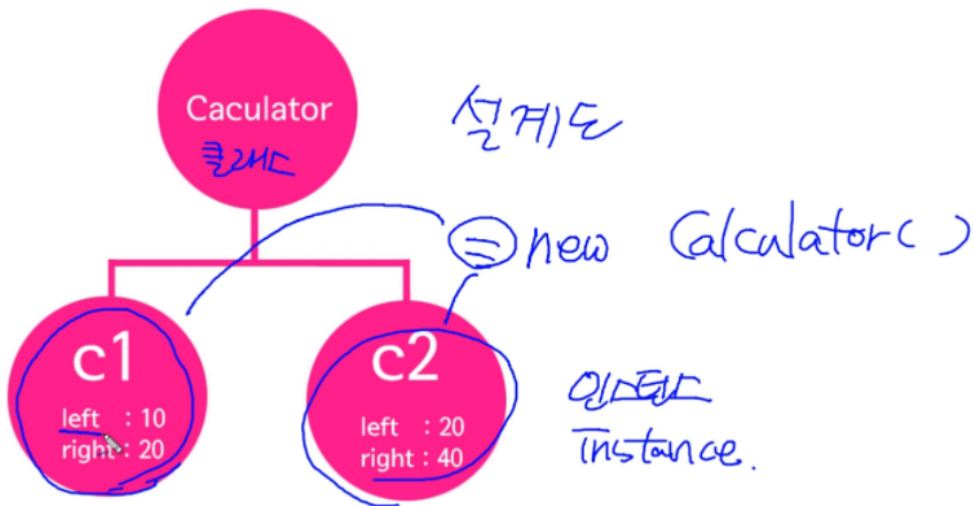 Caculator
클래스
설계도
= new Calculator()
c1
left : 10
right : 20
c2
left : 20
right : 40
인스턴스
Instance.